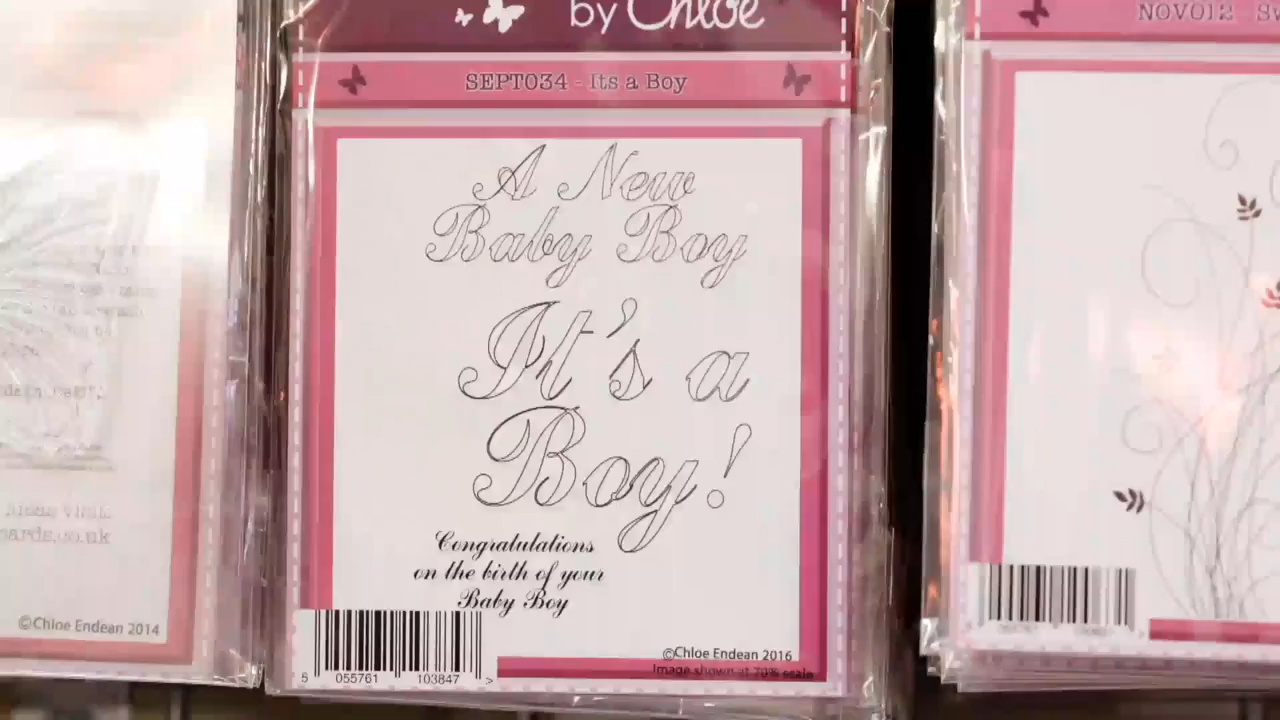 by Chloe
SEPT034 - Its a Boy
A New
Baby Boy
It's a
Boy!
Congratulations
on the birth of your
Baby Boy
5 055761 103847 >
©Chloe Endean 2016
Image shown at 70% scale
©Chloe Endean 2014
NOV012